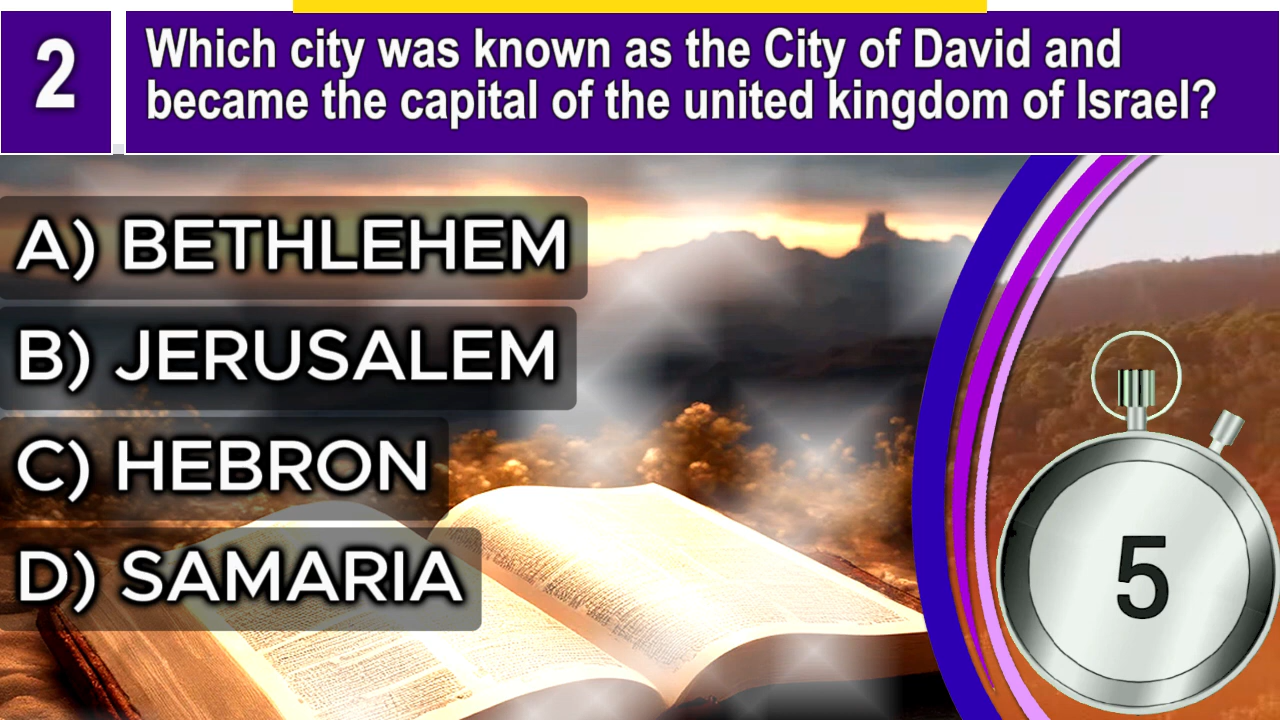 2
Which city was known as the City of David and
became the capital of the united kingdom of Israel?
A) BETHLEHEM
B) JERUSALEM
C) HEBRON
D) SAMARIA
5